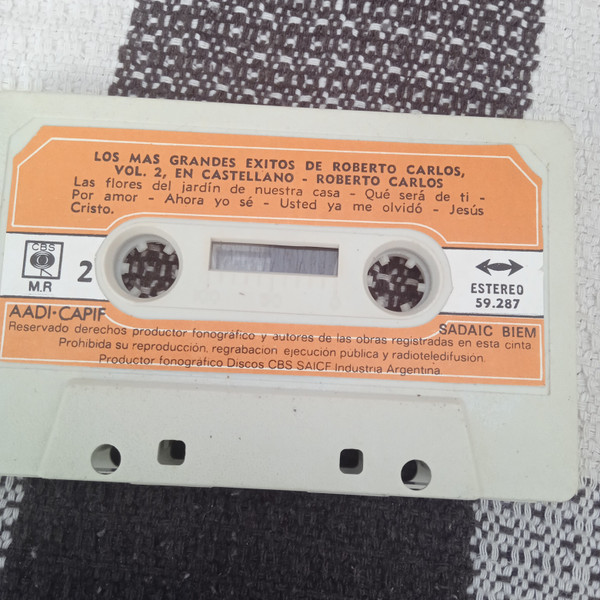 LOS MAS GRANDES EXITOS DE ROBERTO CARLOS,
VOL. 2, EN CASTELLANO - ROBERTO CARLOS
Las flores del jardín de nuestra casa - Qué será de ti -
Por amor - Ahora yo sé - Usted ya me olvidó - Jesús
Cristo.
CBS
M.R
2
ESTEREO
59.287
AADI-CAPIF
SADAIC BIEM
Reservado derechos productor fonográfico y autores de las obras registradas en esta cinta
Prohibida su reproducción, regrabacion ejecución pública y radioteledifusión.
Productor fonográfico Discos CBS SAICF Industria Argentina